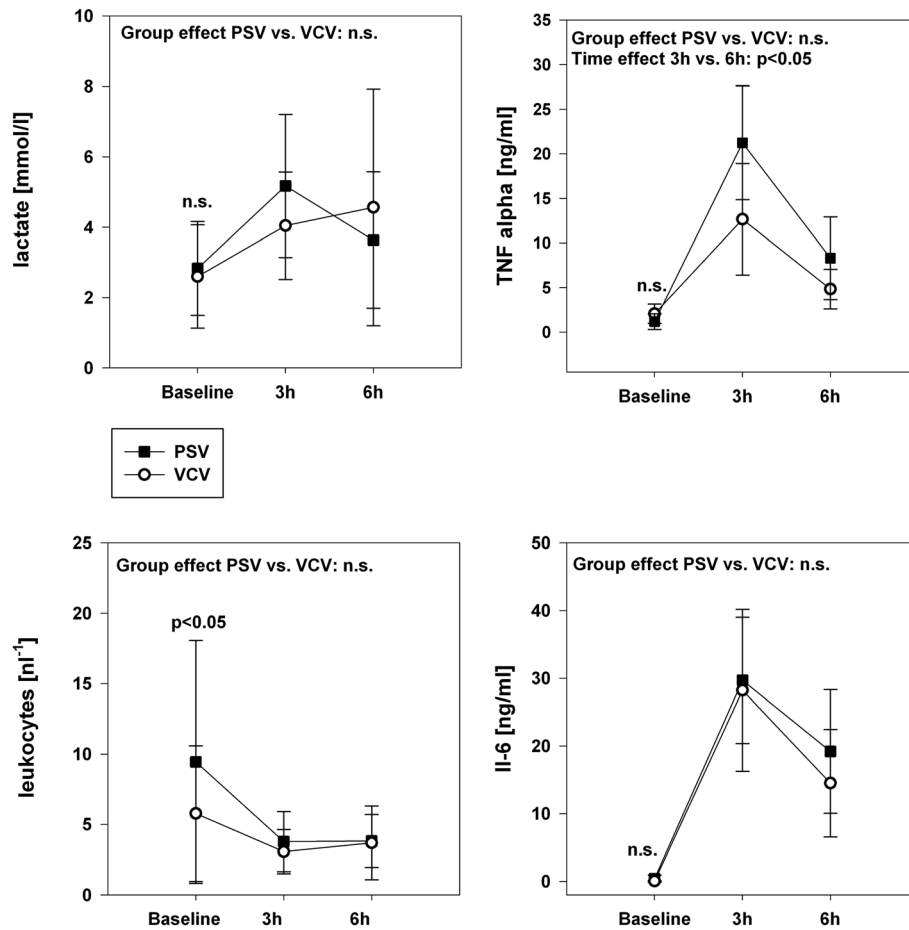 Group effect PSV vs. VCV: n.s.
lactate [mmol/l]
10
8
6
4
2
0
n.s.
Baseline 3h 6h
Group effect PSV vs. VCV: n.s.
Time effect 3h vs. 6h: p<0.05
TNF alpha [ng/ml]
35
30
25
20
15
10
5
0
n.s.
Baseline 3h 6h
PSV
VCV
Group effect PSV vs. VCV: n.s.
leukocytes [nl⁻¹]
25
20
15
10
5
0
p<0.05
Baseline 3h 6h
Group effect PSV vs. VCV: n.s.
Il-6 [ng/ml]
50
40
30
20
10
0
n.s.
Baseline 3h 6h